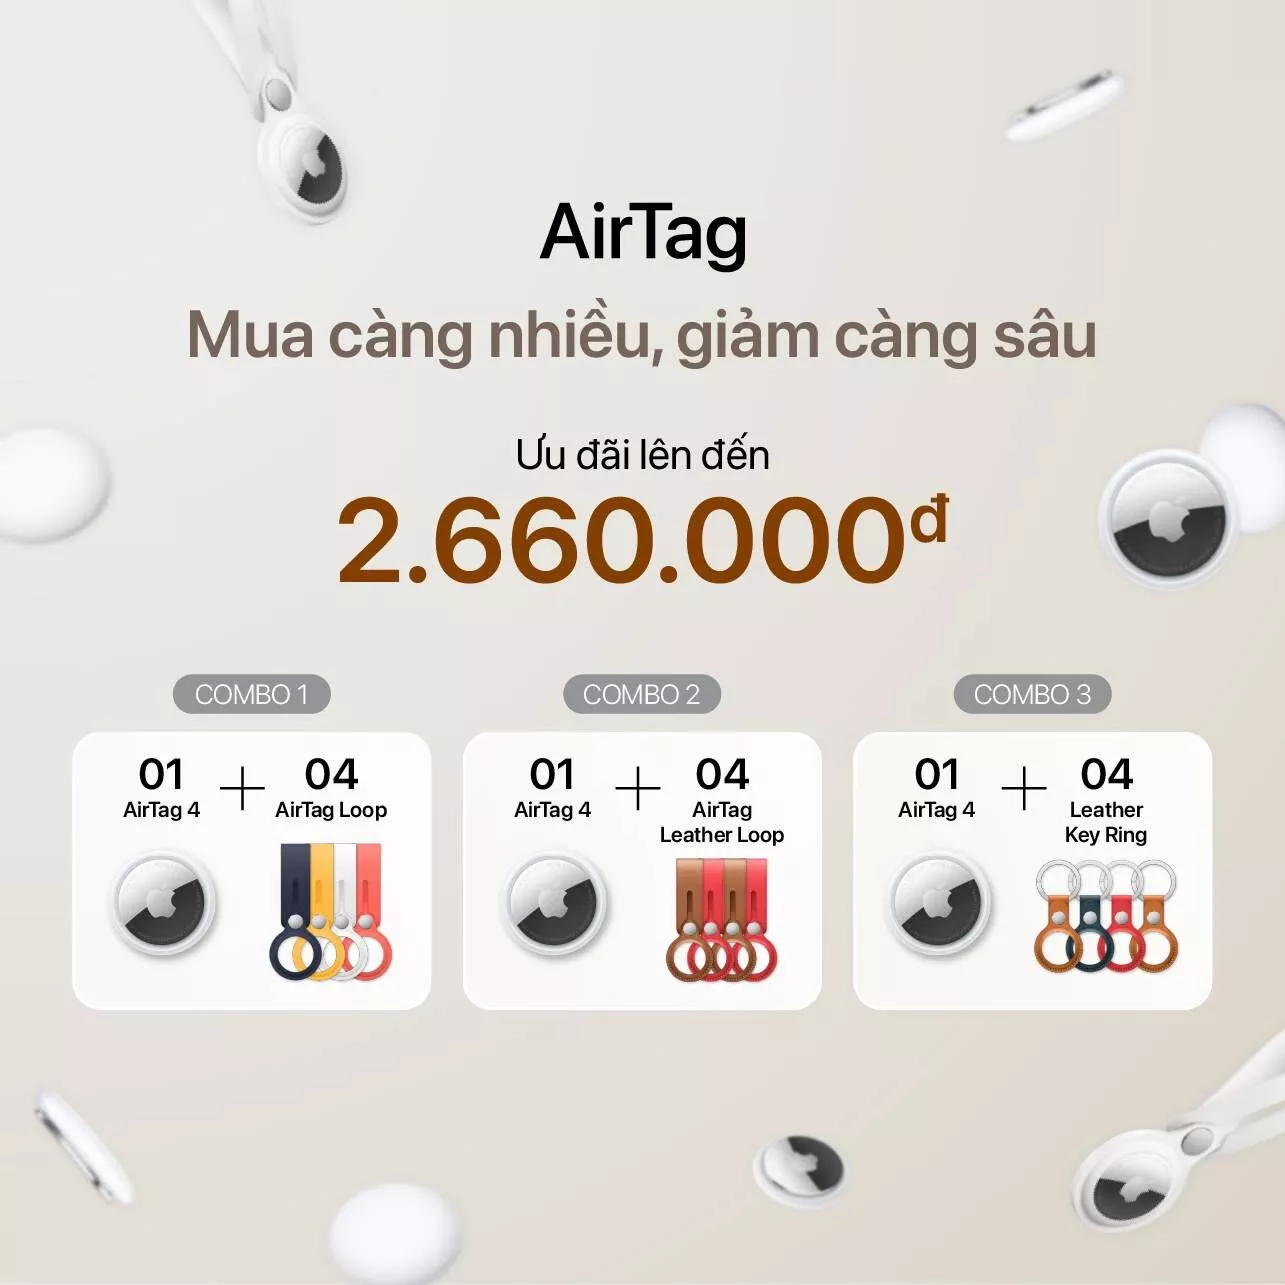 AirTag
Mua càng nhiều, giảm càng sâu
Ưu đãi lên đến
2.660.000đ
COMBO 1
01
AirTag 4
+
04
AirTag Loop
COMBO 2
01
AirTag 4
+
04
AirTag
Leather Loop
COMBO 3
01
AirTag 4
+
04
Leather
Key Ring